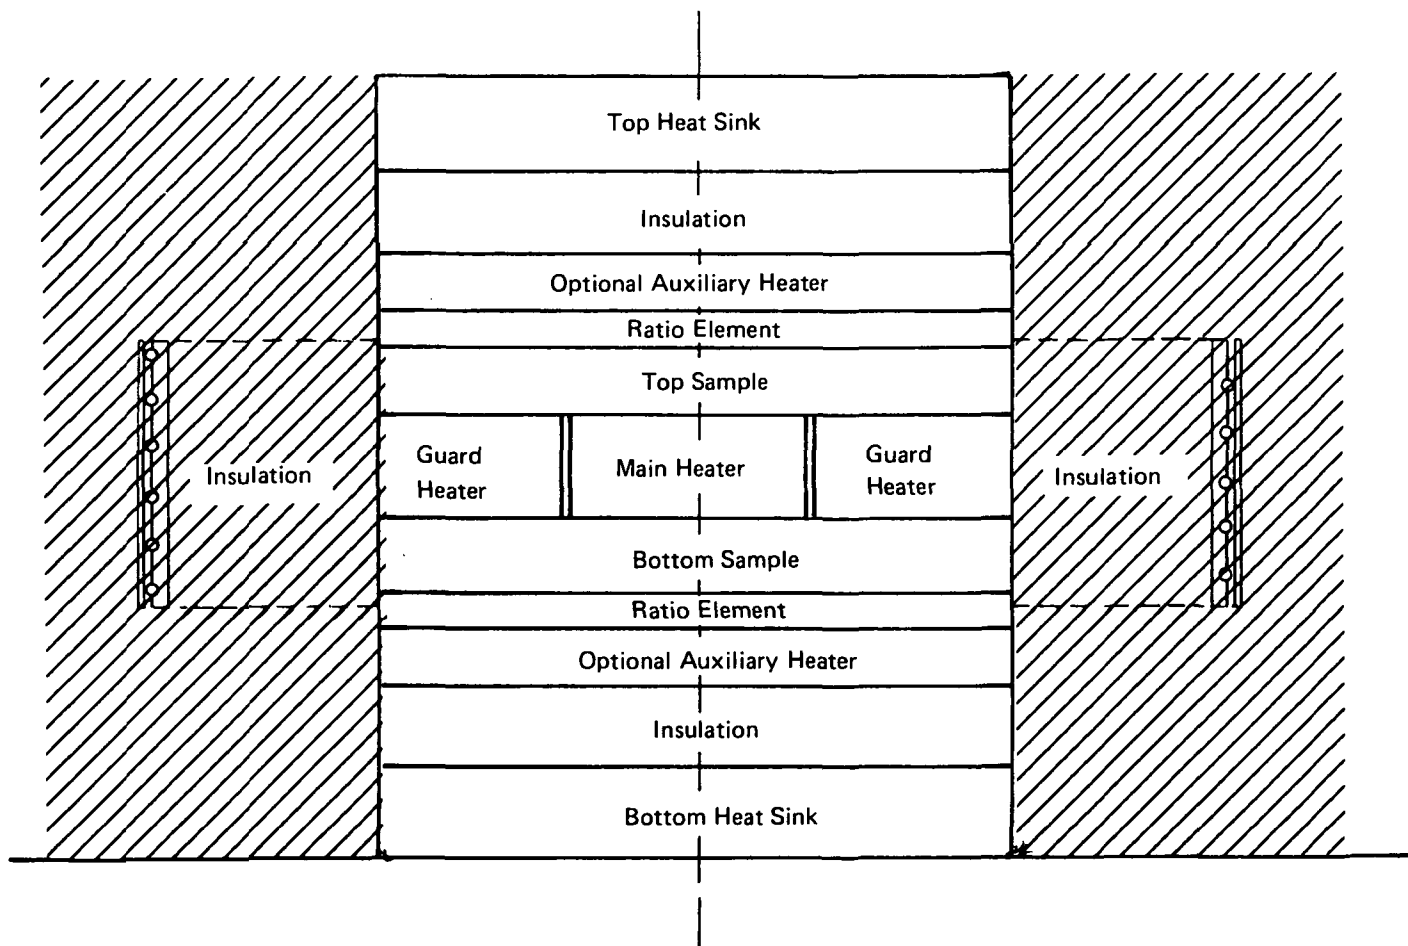 Top Heat Sink
Insulation
Optional Auxiliary Heater
Ratio Element
Top Sample
Insulation
Guard
Heater
Main Heater
Guard
Heater
Insulation
Bottom Sample
Ratio Element
Optional Auxiliary Heater
Insulation
Bottom Heat Sink